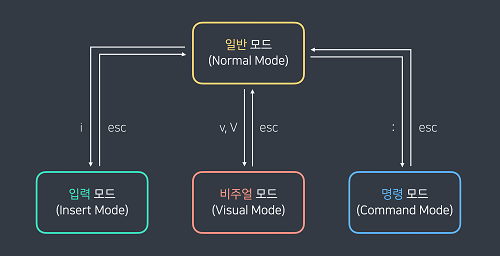 일반 모드
(Normal Mode)
i
esc
v, V
esc
:
esc
입력 모드
(Insert Mode)
비주얼 모드
(Visual Mode)
명령 모드
(Command Mode)